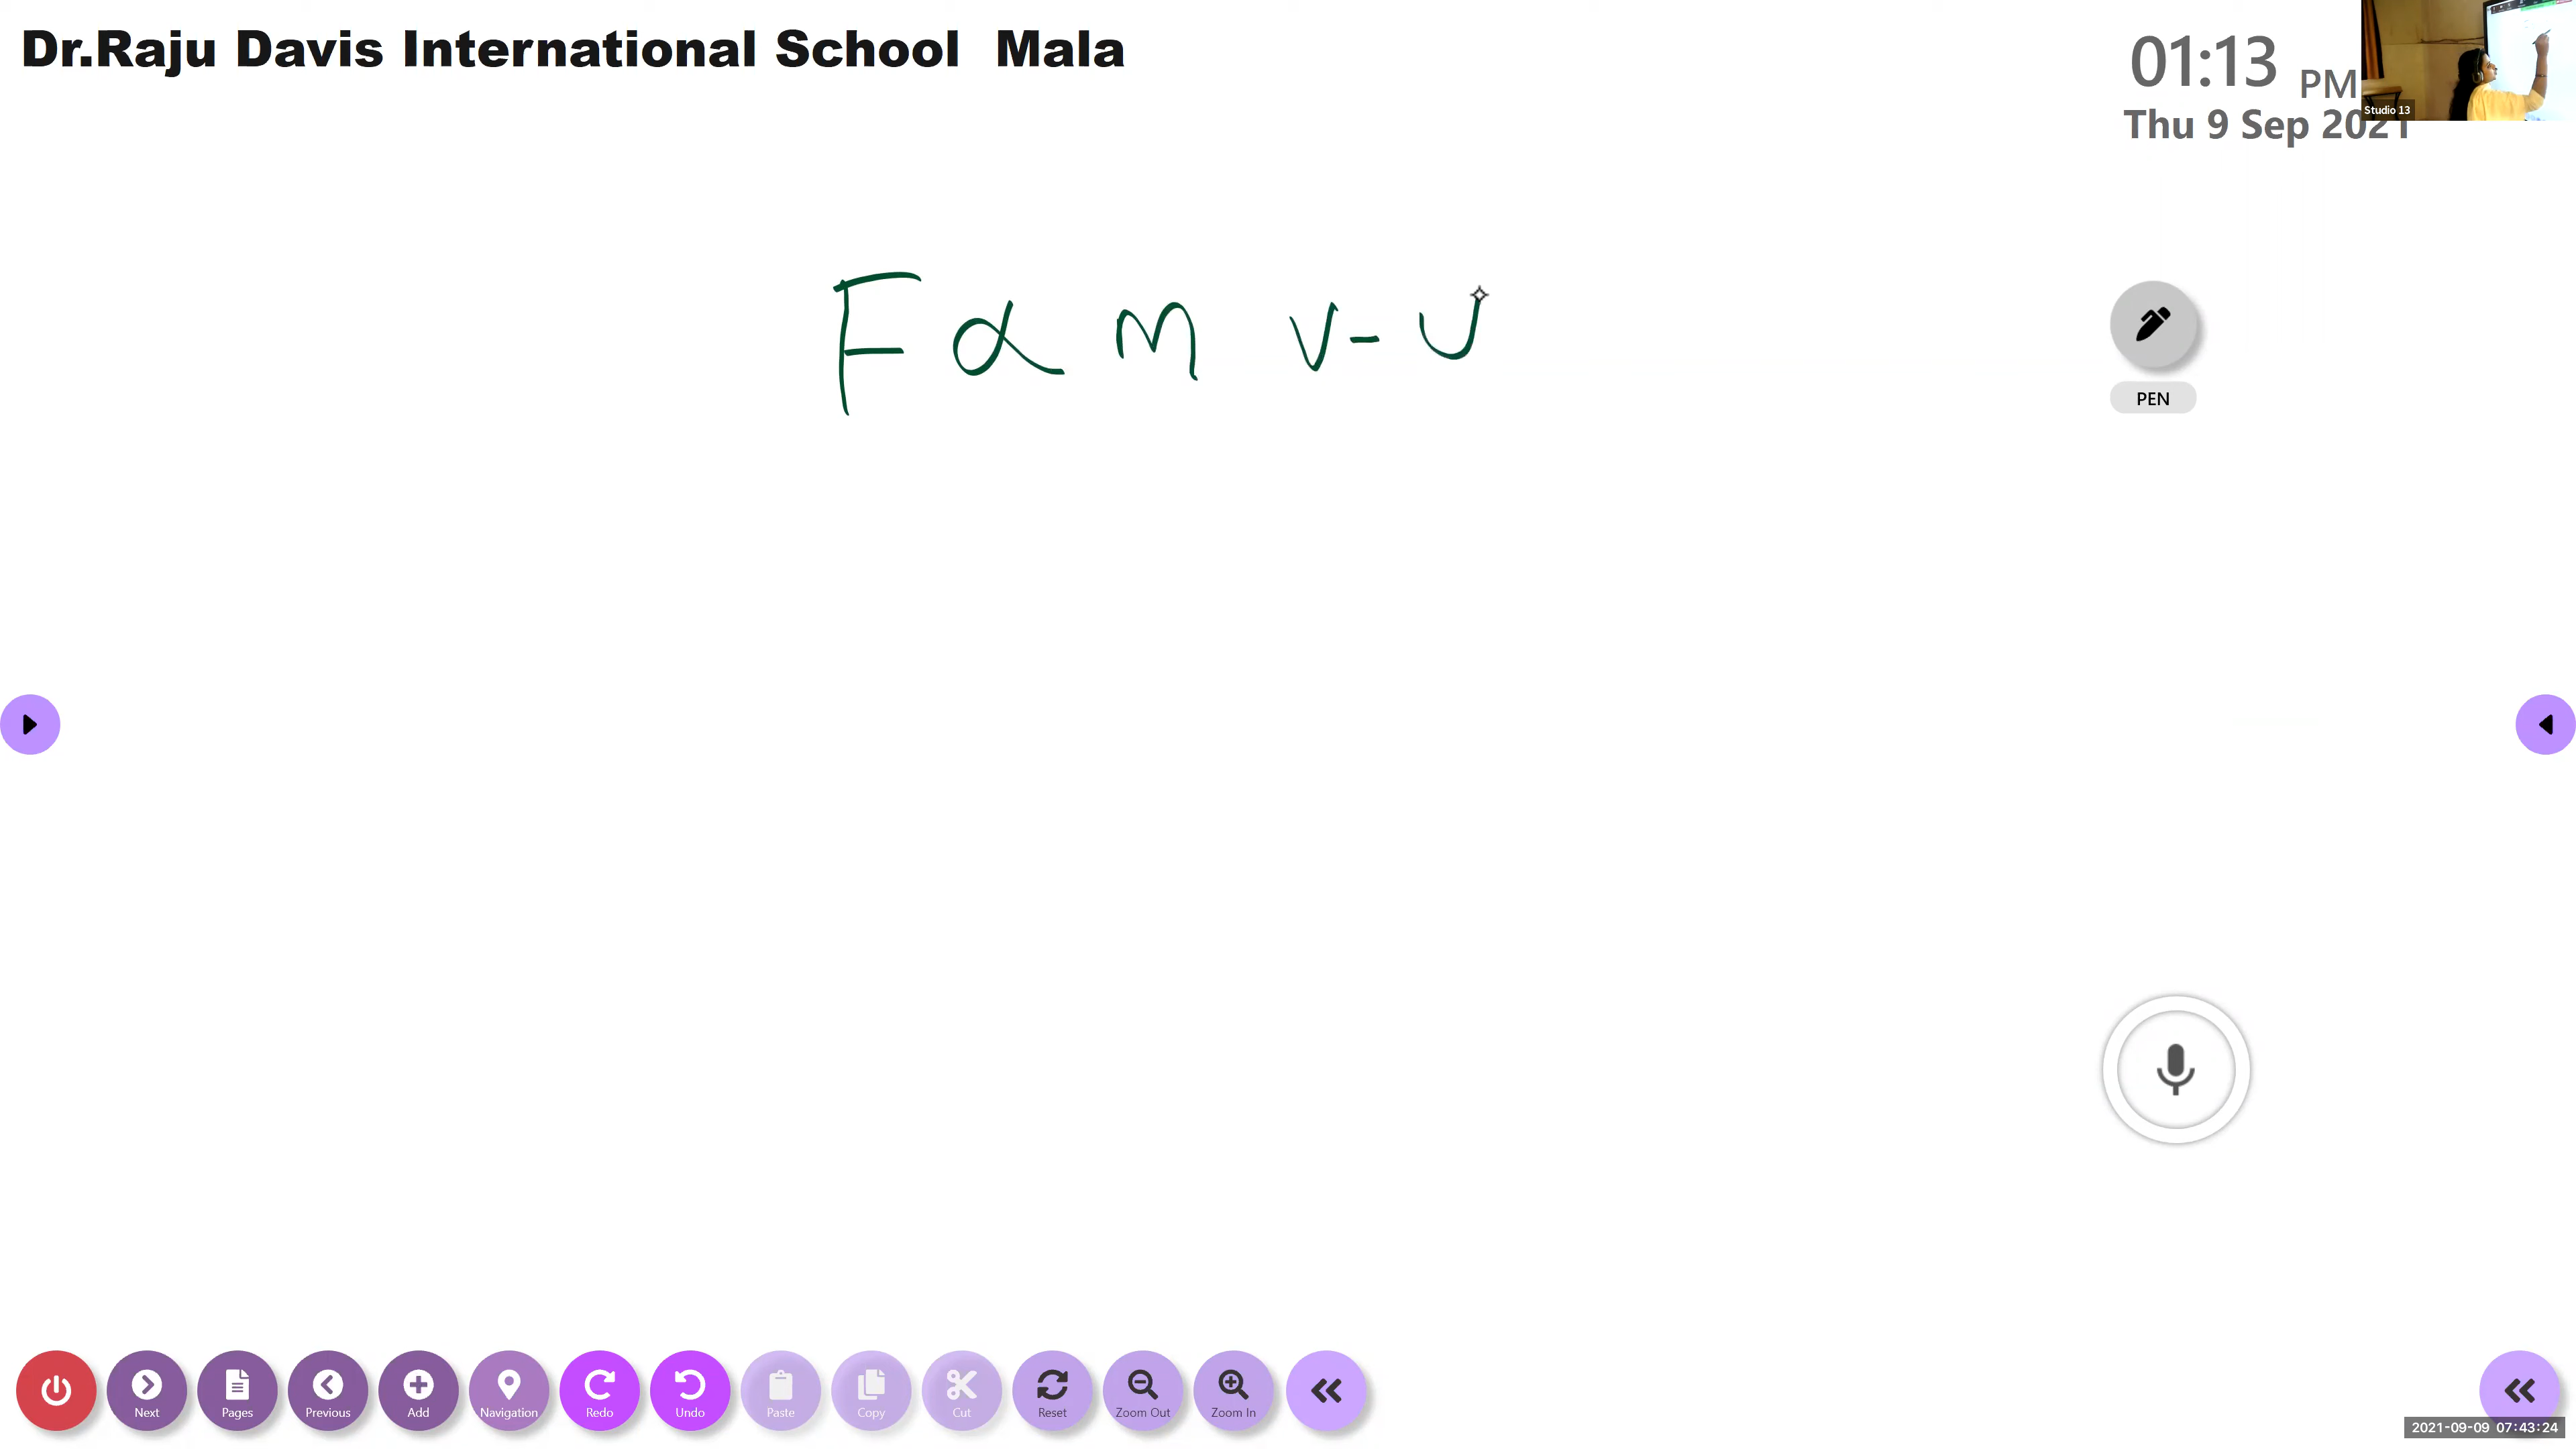 Dr.Raju Davis International School Mala
01:13 PM
Studio 13
Thu 9 Sep 2021
F α m v-u
PEN
Next Pages Previous Add Navigation Redo Undo Paste Copy Cut Reset Zoom Out Zoom In
2021-09-09 07:43:24